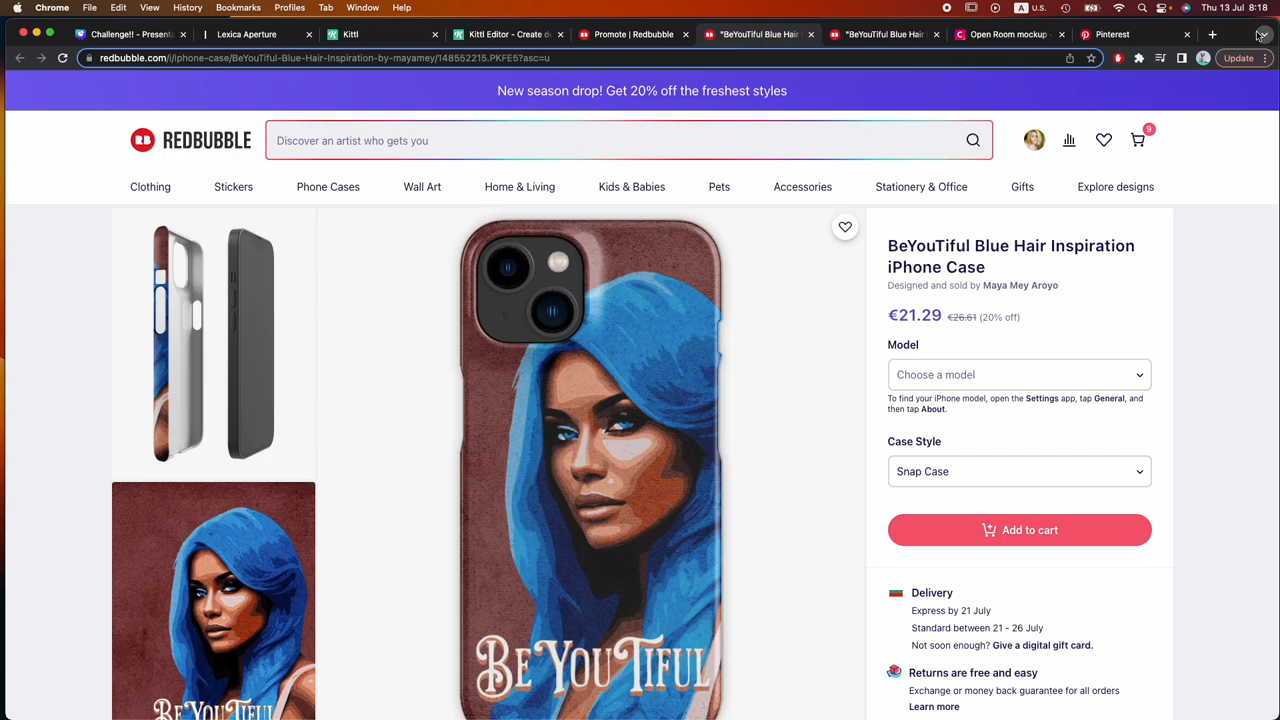 Chrome File Edit View History Bookmarks Profiles Tab Window Help
A U.S. Thu 13 Jul 8:18
Challenge!! - Presenta
Lexica Aperture
Kittl
Kittl Editor - Create de
Promote | Redbubble
"BeYouTiful Blue Hair
"BeYouTiful Blue Hair
Open Room mockup -
Pinterest
redbubble.com/i/iphone-case/BeYouTiful-Blue-Hair-Inspiration-by-mayamey/148552215.PKFE5?asc=u
Update
New season drop! Get 20% off the freshest styles
RB REDBUBBLE
Discover an artist who gets you
9
Clothing Stickers Phone Cases Wall Art Home & Living Kids & Babies Pets Accessories Stationery & Office Gifts Explore designs
BE YOU TIFUL
BE YOU TIFUL
BeYouTiful Blue Hair Inspiration
iPhone Case
Designed and sold by Maya Mey Aroyo
€21.29 €26.61 (20% off)
Model
Choose a model
To find your iPhone model, open the Settings app, tap General, and
then tap About.
Case Style
Snap Case
Add to cart
Delivery
Express by 21 July
Standard between 21 - 26 July
Not soon enough? Give a digital gift card.
Returns are free and easy
Exchange or money back guarantee for all orders
Learn more